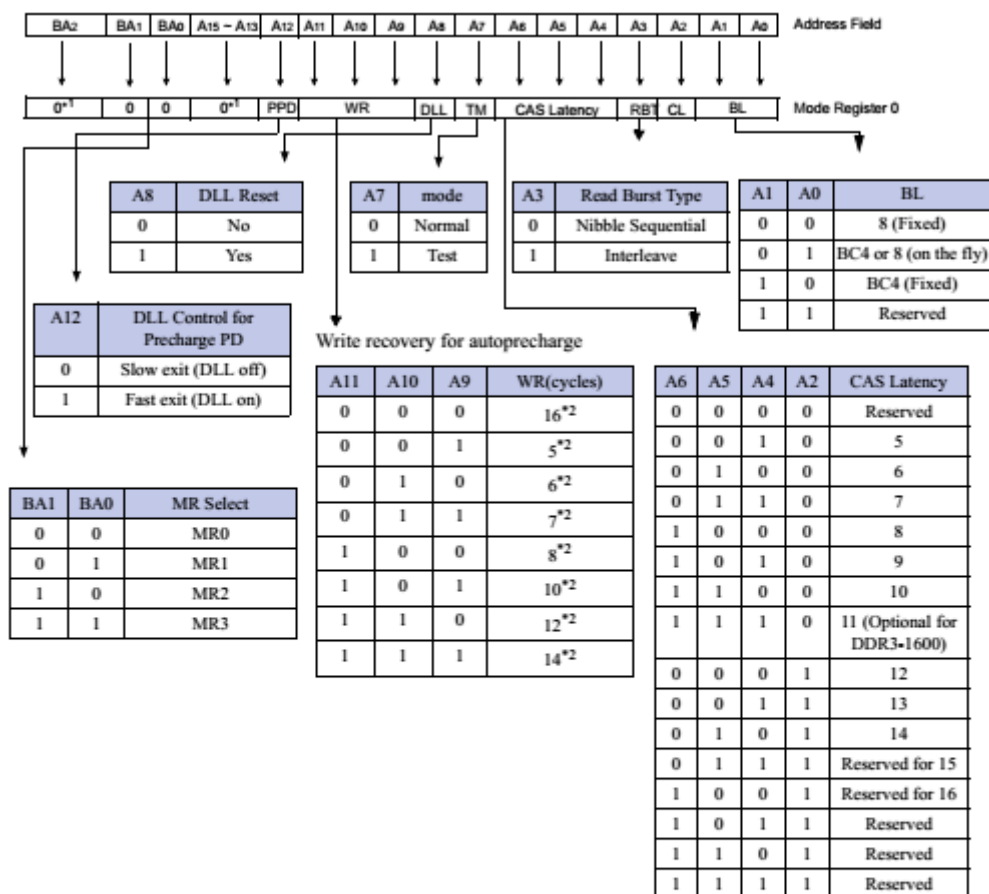 BA2 BA1 BA0 A15 ~ A13 A12 A11 A10 A9 A8 A7 A6 A5 A4 A3 A2 A1 A0 Address Field
0*1 0 0 0*1 PPD WR DLL TM CAS Latency RBT CL BL Mode Register 0
A8 DLL Reset
0 No
1 Yes
A7 mode
0 Normal
1 Test
A3 Read Burst Type
0 Nibble Sequential
1 Interleave
A1 A0 BL
0 0 8 (Fixed)
0 1 BC4 or 8 (on the fly)
1 0 BC4 (Fixed)
1 1 Reserved
A12 DLL Control for
Precharge PD
0 Slow exit (DLL off)
1 Fast exit (DLL on)
Write recovery for autoprecharge
A11 A10 A9 WR(cycles)
0 0 0 16*2
0 0 1 5*2
0 1 0 6*2
0 1 1 7*2
1 0 0 8*2
1 0 1 10*2
1 1 0 12*2
1 1 1 14*2
A6 A5 A4 A2 CAS Latency
0 0 0 0 Reserved
0 0 1 0 5
0 1 0 0 6
0 1 1 0 7
1 0 0 0 8
1 0 1 0 9
1 1 0 0 10
1 1 1 0 11 (Optional for
DDR3-1600)
0 0 0 1 12
0 0 1 1 13
0 1 0 1 14
0 1 1 1 Reserved for 15
1 0 0 1 Reserved for 16
1 0 1 1 Reserved
1 1 0 1 Reserved
1 1 1 1 Reserved
BA1 BA0 MR Select
0 0 MR0
0 1 MR1
1 0 MR2
1 1 MR3